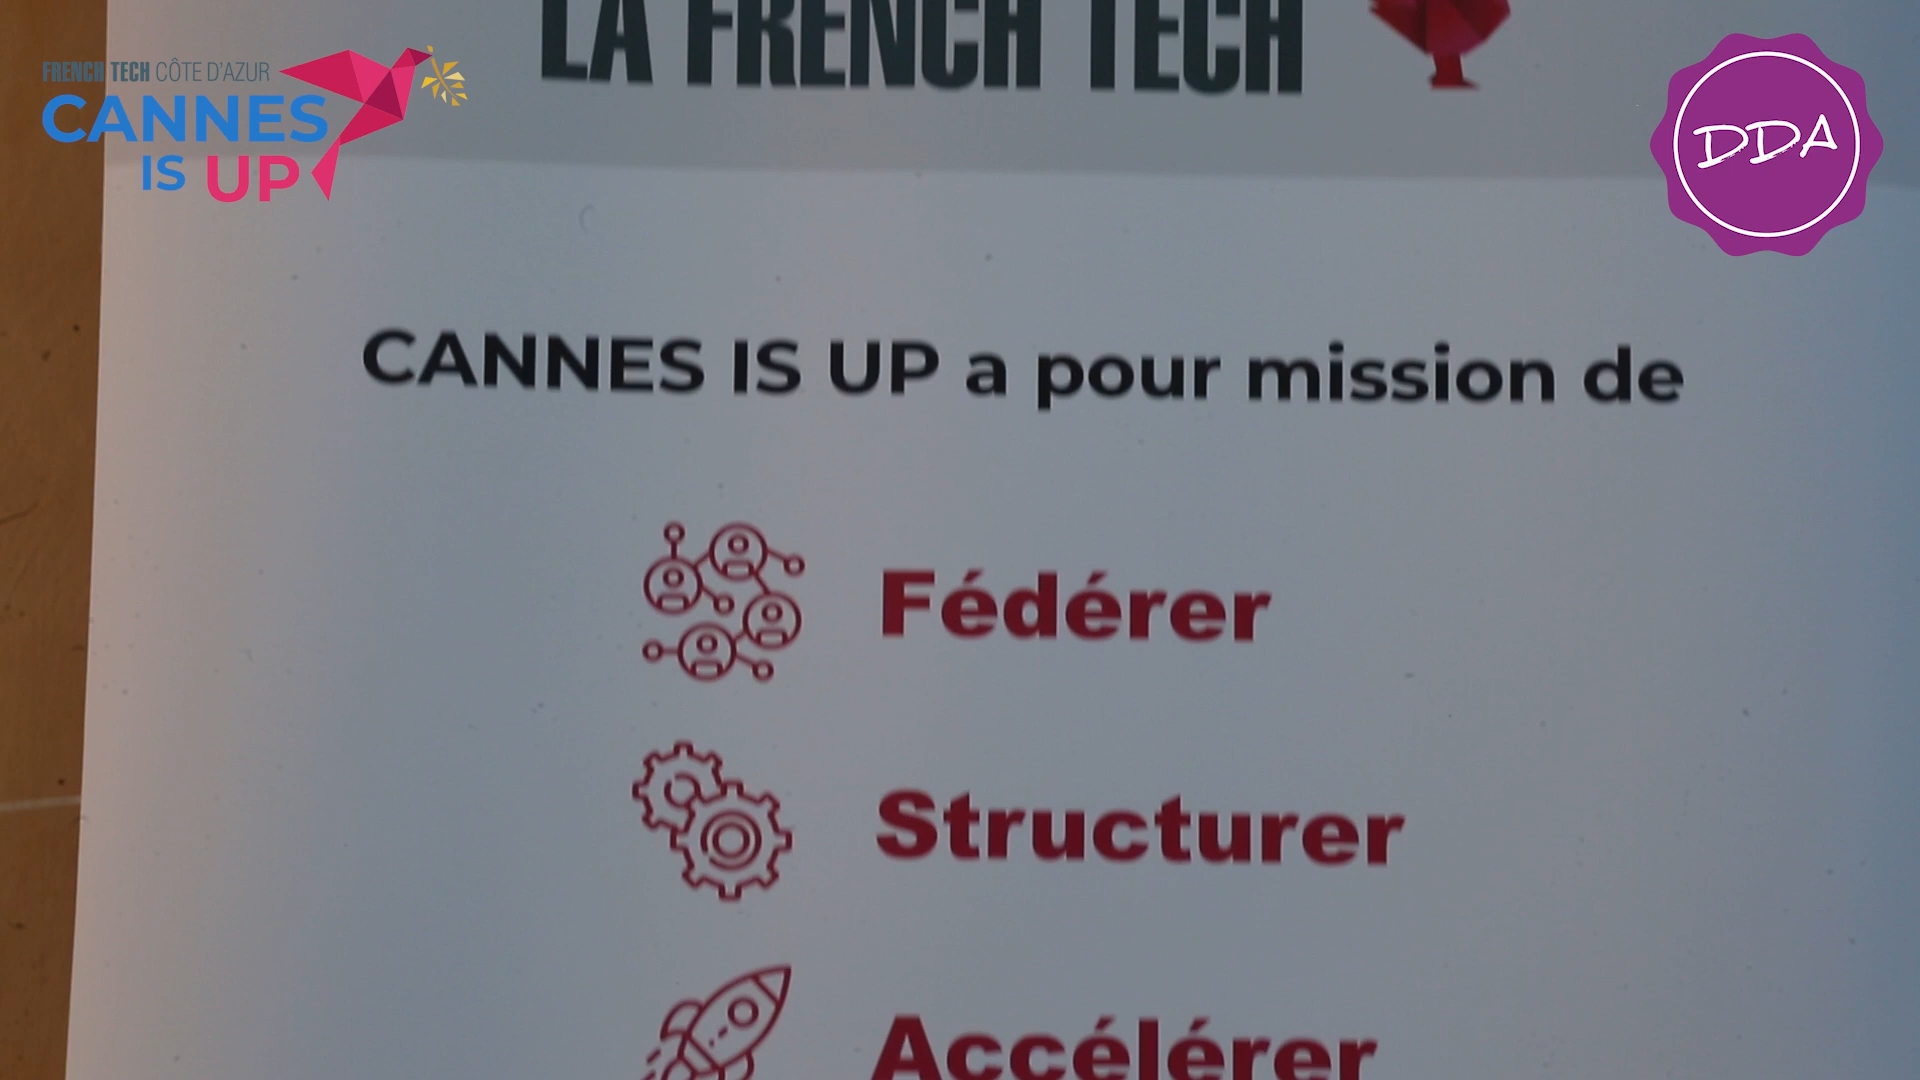 LA FRENCH TECH
FRENCH TECH CÔTE D'AZUR
CANNES
IS UP
DDA
CANNES IS UP a pour mission de
Fédérer
Structurer
Accélérer